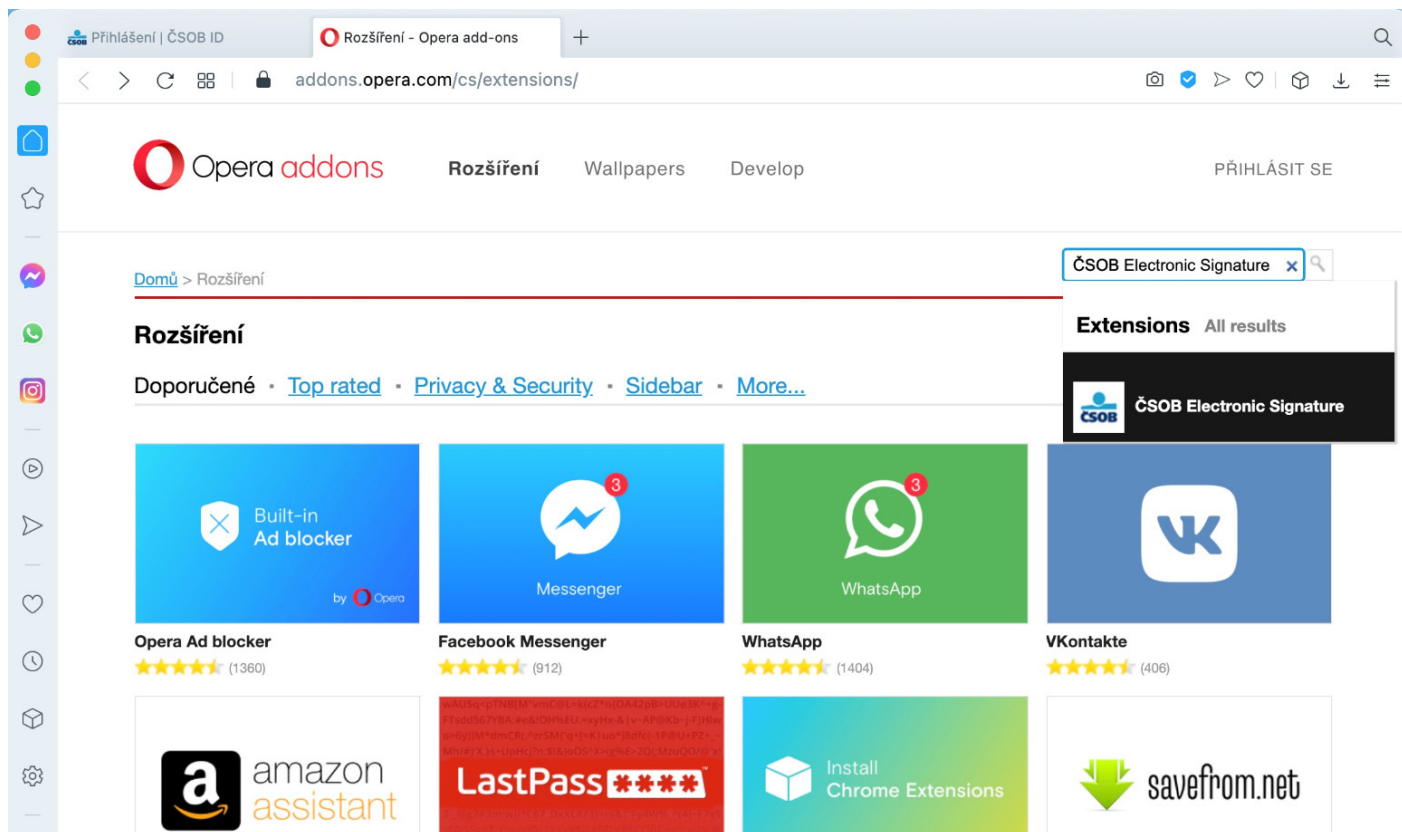 Přihlášení | ČSOB ID
Rozšíření - Opera add-ons
addons.opera.com/cs/extensions/
Opera addons
Rozšíření
Wallpapers
Develop
PŘIHLÁSIT SE
Domů > Rozšíření
ČSOB Electronic Signature
Extensions All results
ČSOB
ČSOB Electronic Signature
Rozšíření
Doporučené · Top rated · Privacy & Security · Sidebar · More...
Built-in
Ad blocker
by Opera
3
Messenger
3
WhatsApp
Opera Ad blocker
(1360)
Facebook Messenger
(912)
WhatsApp
(1404)
VKontakte
(406)
amazon
assistant
LastPass ****
Install
Chrome Extensions
savefrom.net